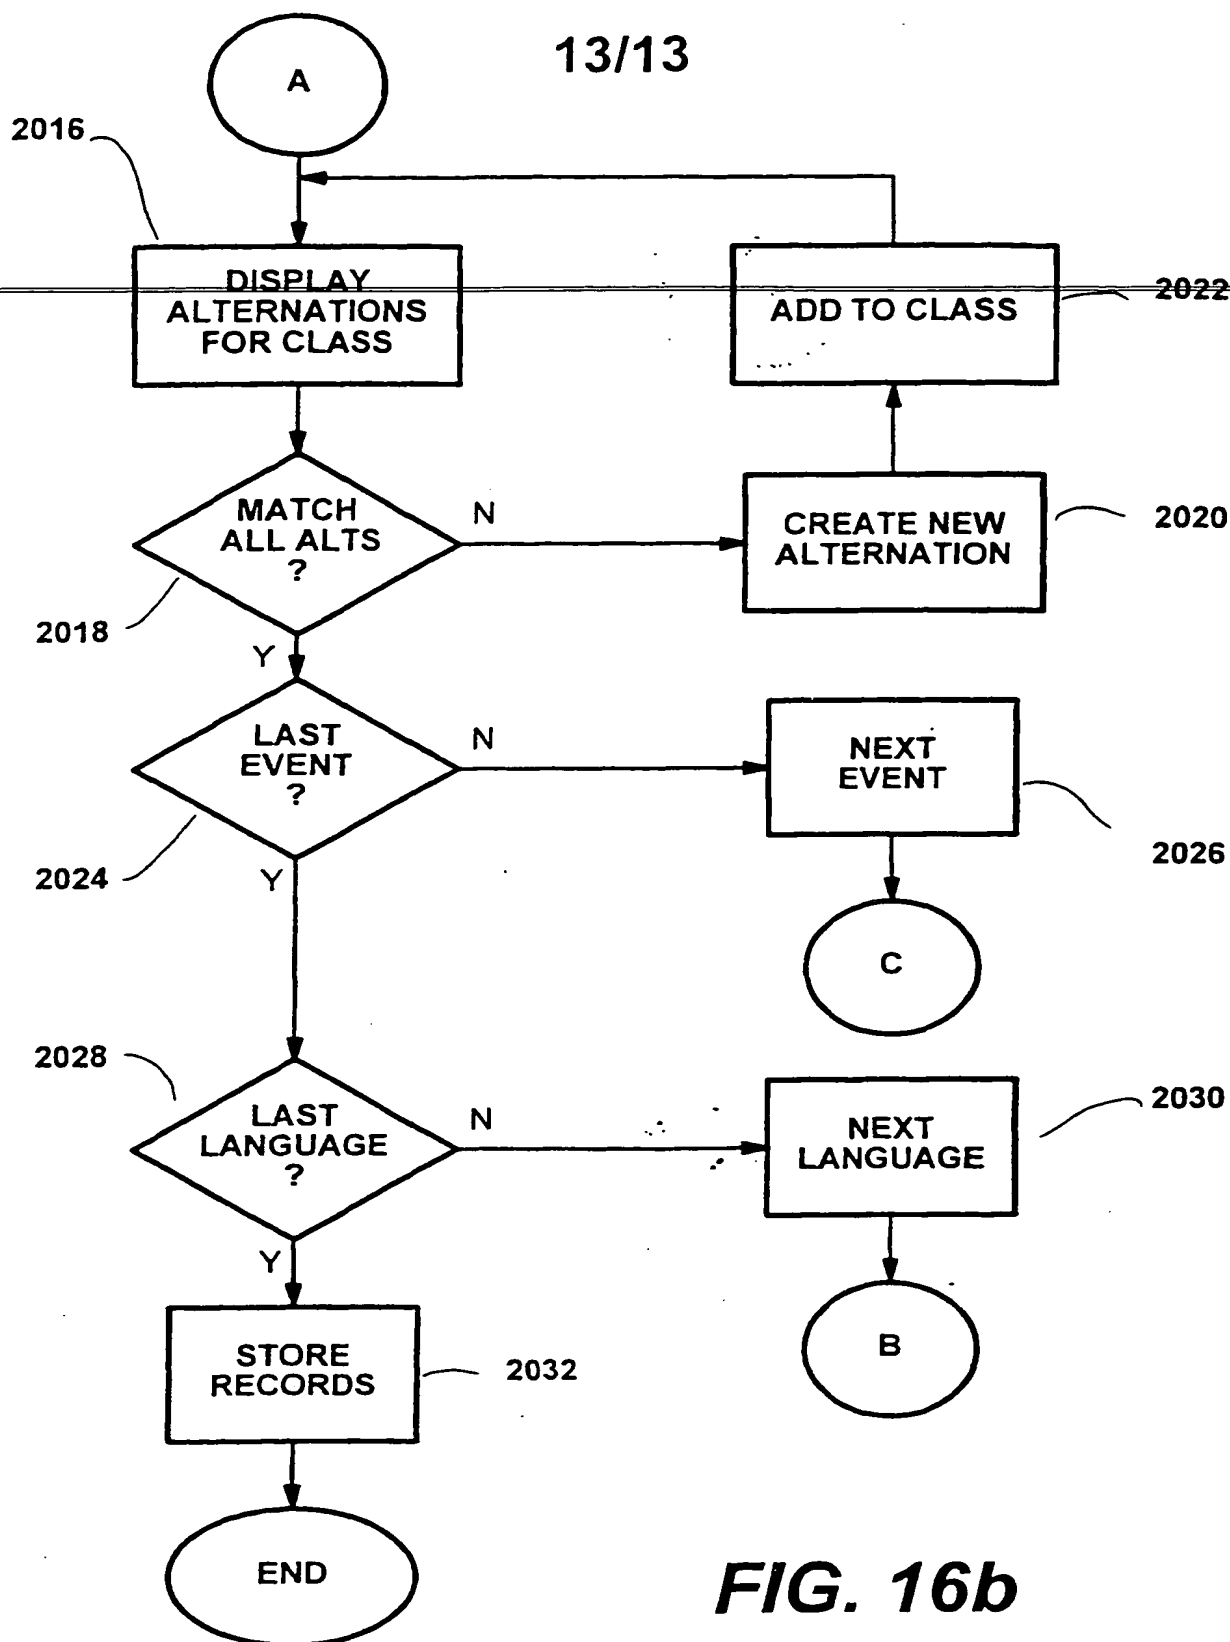 13/13
A
2016
DISPLAY
ALTERNATIONS
FOR CLASS
ADD TO CLASS
2022
MATCH
ALL ALTS
?
N
CREATE NEW
ALTERNATION
2020
2018
Y
LAST
EVENT
?
N
NEXT
EVENT
2026
2024
Y
C
2028
LAST
LANGUAGE
?
N
NEXT
LANGUAGE
2030
Y
B
STORE
RECORDS
2032
END
FIG. 16b